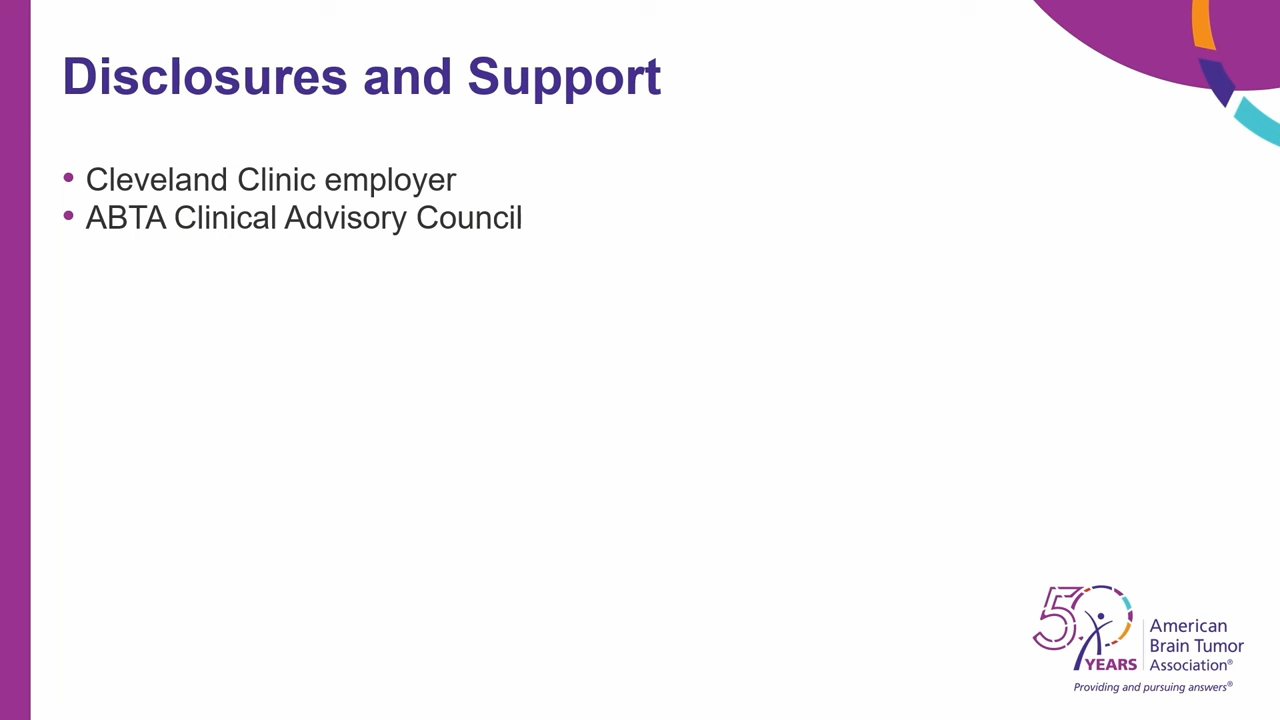 Disclosures and Support
• Cleveland Clinic employer
• ABTA Clinical Advisory Council
50
YEARS
American
Brain Tumor
Association®
Providing and pursuing answers®